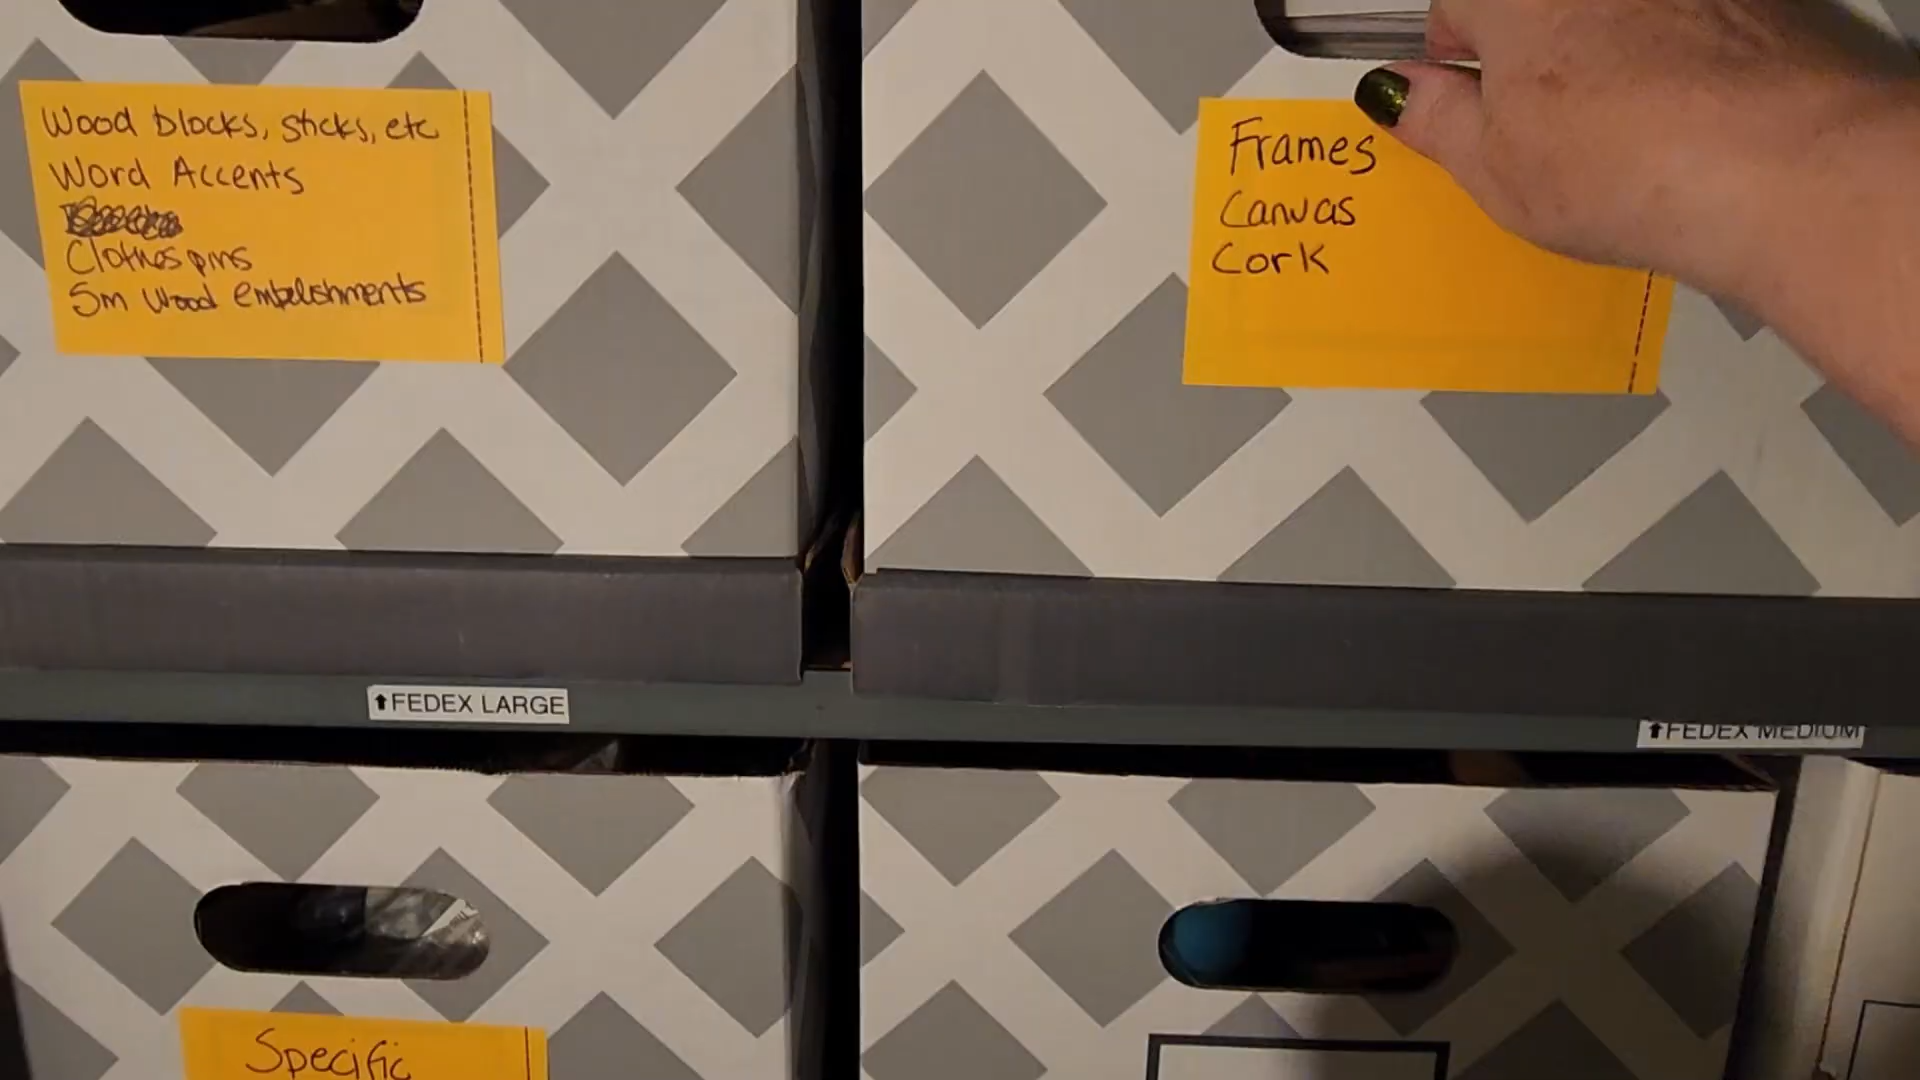 Wood blocks, sticks, etc
Word Accents
Clothes pins
Sm Wood embelishments
Frames
Canvas
Cork
⬆FEDEX LARGE
⬆FEDEX MEDIUM
Specific